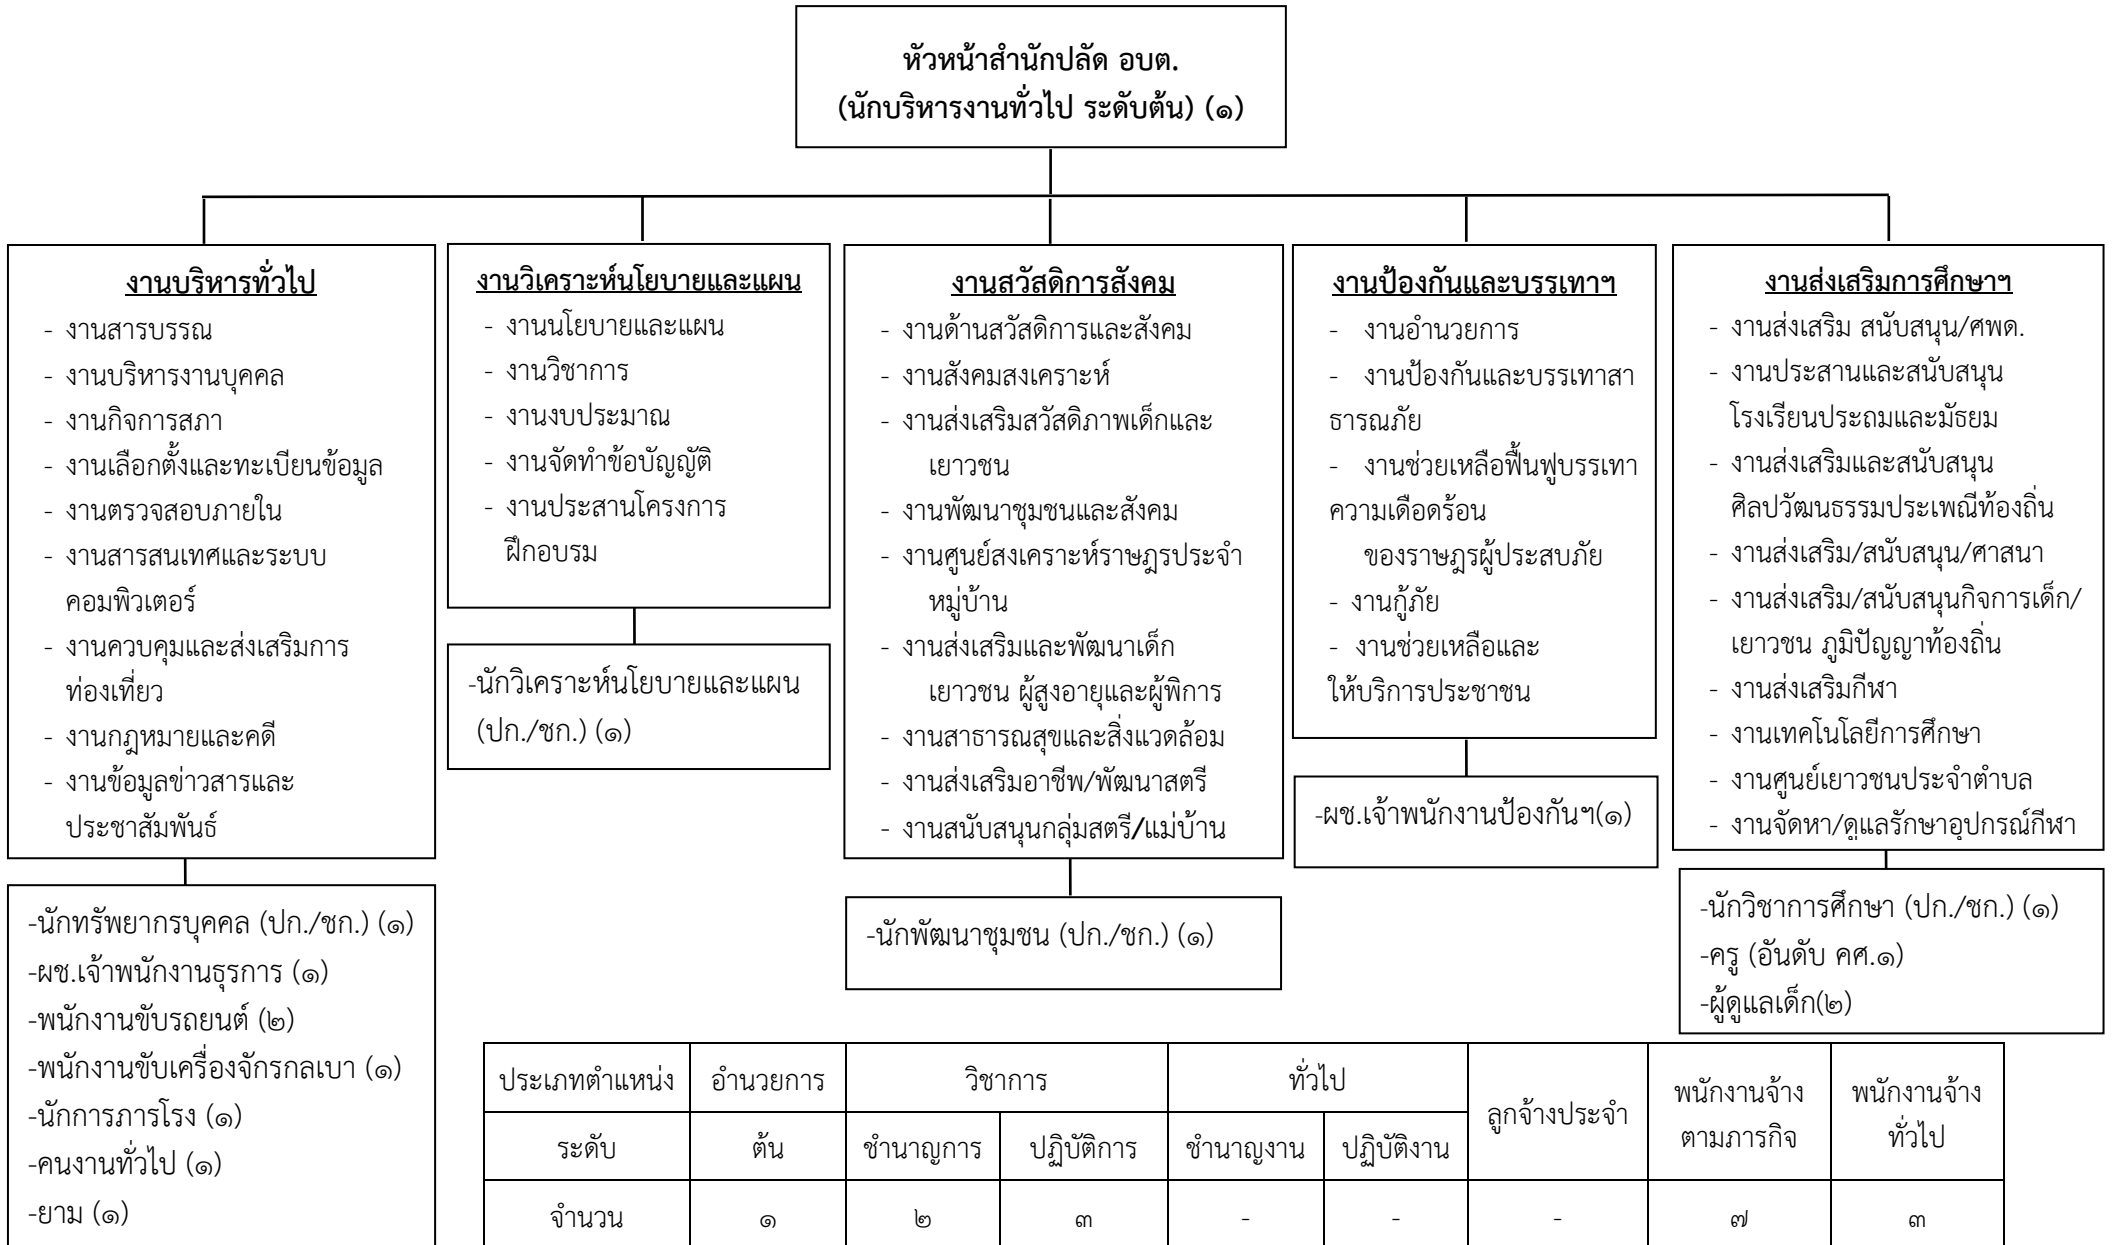 หัวหน้าสำนักปลัด อบต.
(นักบริหารงานทั่วไป ระดับต้น) (๑)
งานบริหารทั่วไป
- งานสารบรรณ
- งานบริหารงานบุคคล
- งานกิจการสภา
- งานเลือกตั้งและทะเบียนข้อมูล
- งานตรวจสอบภายใน
- งานสารสนเทศและระบบ
คอมพิวเตอร์
- งานควบคุมและส่งเสริมการ
ท่องเที่ยว
- งานกฎหมายและคดี
- งานข้อมูลข่าวสารและ
ประชาสัมพันธ์
-นักทรัพยากรบุคคล (ปก./ชก.) (๑)
-ผช.เจ้าพนักงานธุรการ (๑)
-พนักงานขับรถยนต์ (๒)
-พนักงานขับเครื่องจักรกลเบา (๑)
-นักการภารโรง (๑)
-คนงานทั่วไป (๑)
-ยาม (๑)
งานวิเคราะห์นโยบายและแผน
- งานนโยบายและแผน
- งานวิชาการ
- งานงบประมาณ
- งานจัดทำข้อบัญญัติ
- งานประสานโครงการ
ฝึกอบรม
-นักวิเคราะห์นโยบายและแผน
(ปก./ชก.) (๑)
งานสวัสดิการสังคม
- งานด้านสวัสดิการและสังคม
- งานสังคมสงเคราะห์
- งานส่งเสริมสวัสดิภาพเด็กและ
เยาวชน
- งานพัฒนาชุมชนและสังคม
- งานศูนย์สงเคราะห์ราษฎรประจำ
หมู่บ้าน
- งานส่งเสริมและพัฒนาเด็ก
เยาวชน ผู้สูงอายุและผู้พิการ
- งานสาธารณสุขและสิ่งแวดล้อม
- งานส่งเสริมอาชีพ/พัฒนาสตรี
- งานสนับสนุนกลุ่มสตรี/แม่บ้าน
-นักพัฒนาชุมชน (ปก./ชก.) (๑)
งานป้องกันและบรรเทาฯ
- งานอำนวยการ
- งานป้องกันและบรรเทาสา
ธารณภัย
- งานช่วยเหลือฟื้นฟูบรรเทา
ความเดือดร้อน
ของราษฎรผู้ประสบภัย
- งานกู้ภัย
- งานช่วยเหลือและ
ให้บริการประชาชน
-ผช.เจ้าพนักงานป้องกันฯ(๑)
งานส่งเสริมการศึกษาฯ
- งานส่งเสริม สนับสนุน/ศพด.
- งานประสานและสนับสนุน
โรงเรียนประถมและมัธยม
- งานส่งเสริมและสนับสนุน
ศิลปวัฒนธรรมประเพณีท้องถิ่น
- งานส่งเสริม/สนับสนุน/ศาสนา
- งานส่งเสริม/สนับสนุนกิจการเด็ก/
เยาวชน ภูมิปัญญาท้องถิ่น
- งานส่งเสริมกีฬา
- งานเทคโนโลยีการศึกษา
- งานศูนย์เยาวชนประจำตำบล
- งานจัดหา/ดูแลรักษาอุปกรณ์กีฬา
-นักวิชาการศึกษา (ปก./ชก.) (๑)
-ครู (อันดับ คศ.๑)
-ผู้ดูแลเด็ก(๒)
ประเภทตำแหน่ง อำนวยการ วิชาการ ทั่วไป ลูกจ้างประจำ พนักงานจ้าง ตามภารกิจ พนักงานจ้าง ทั่วไป
ระดับ ต้น ชำนาญการ ปฏิบัติการ ชำนาญงาน ปฏิบัติงาน
จำนวน ๑ ๒ ๓ - - - ๗ ๓